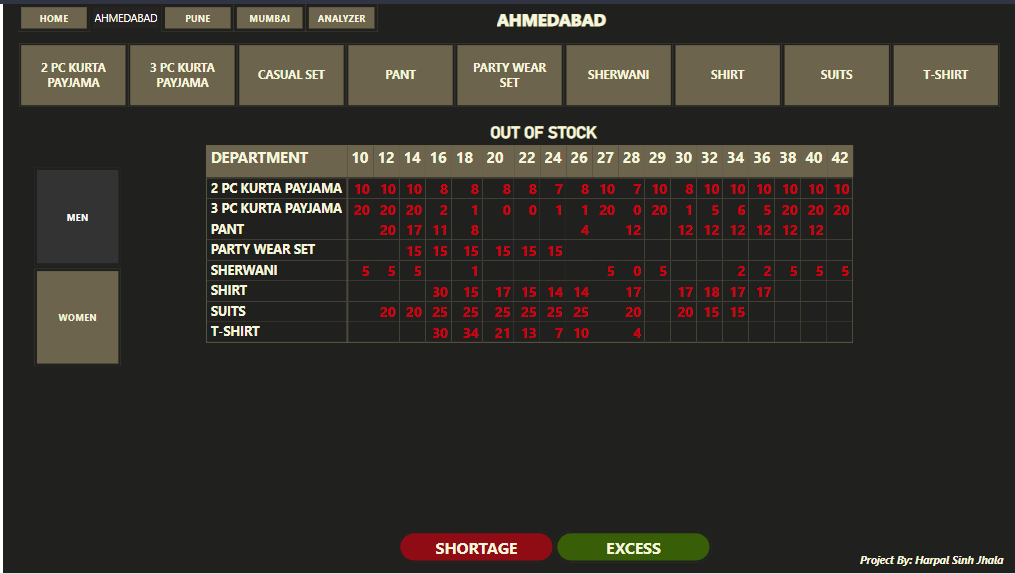 HOME AHMEDABAD PUNE MUMBAI ANALYZER
AHMEDABAD
2 PC KURTA PAYJAMA
3 PC KURTA PAYJAMA
CASUAL SET
PANT
PARTY WEAR SET
SHERWANI
SHIRT
SUITS
T-SHIRT
OUT OF STOCK
DEPARTMENT 10 12 14 16 18 20 22 24 26 27 28 29 30 32 34 36 38 40 42
2 PC KURTA PAYJAMA 10 10 10 8 8 8 8 7 8 10 7 10 8 10 10 10 10 10 10
3 PC KURTA PAYJAMA 20 20 20 2 1 0 0 1 1 20 0 20 1 5 6 5 20 20 20
PANT 20 17 11 8 4 12 12 12 12 12 12 12
PARTY WEAR SET 15 15 15 15 15 15
SHERWANI 5 5 5 1 5 0 5 2 2 5 5 5
SHIRT 30 15 17 15 14 14 17 17 18 17 17
SUITS 20 20 25 25 25 25 25 25 20 20 15 15
T-SHIRT 30 34 21 13 7 10 4
MEN
WOMEN
SHORTAGE EXCESS
Project By: Harpal Sinh Jhala